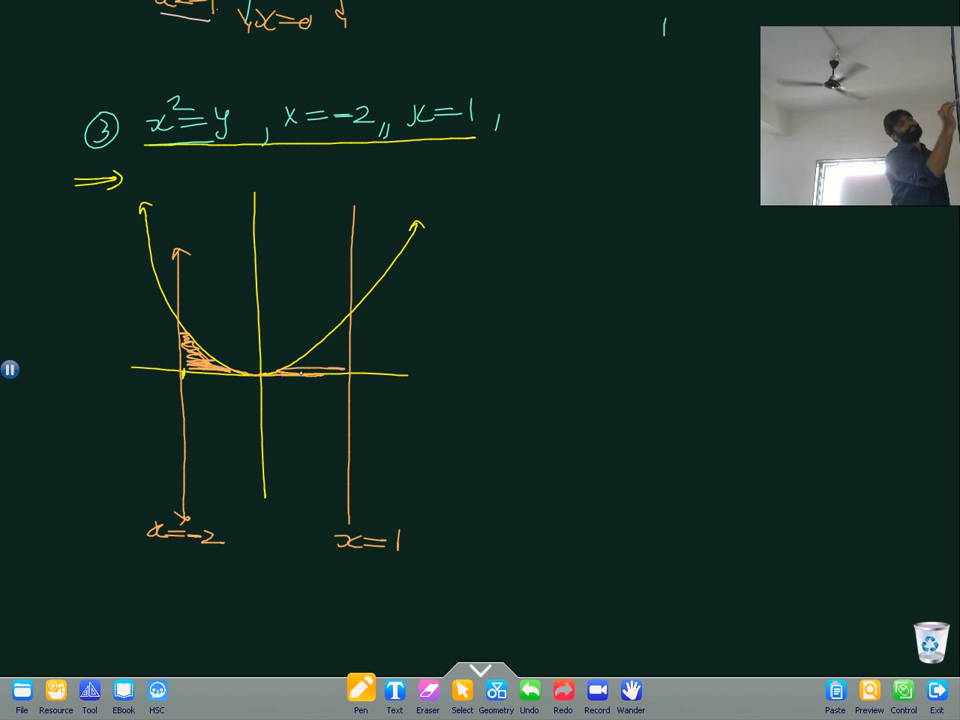 x=0
③ x²=y, x=-2,, x=1,
⇒
x=-2
x=1
File Resource Tool EBook HSC Pen Text Eraser Select Geometry Undo Redo Record Wander Paste Preview Control Exit